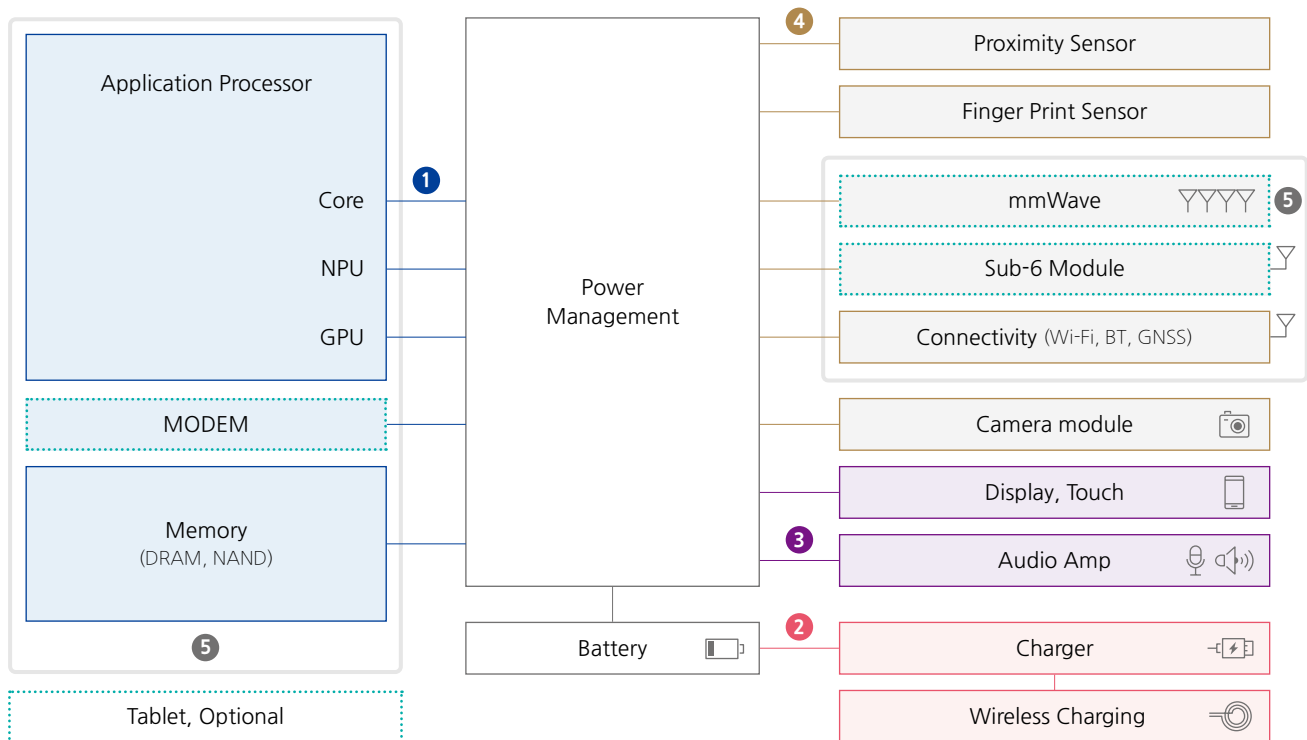 Application Processor
Core
NPU
GPU
MODEM
Memory
(DRAM, NAND)
5
Tablet, Optional
1
Power
Management
Battery
4
Proximity Sensor
Finger Print Sensor
mmWave
5
Sub-6 Module
Connectivity (Wi-Fi, BT, GNSS)
Camera module
Display, Touch
3
Audio Amp
2
Charger
Wireless Charging